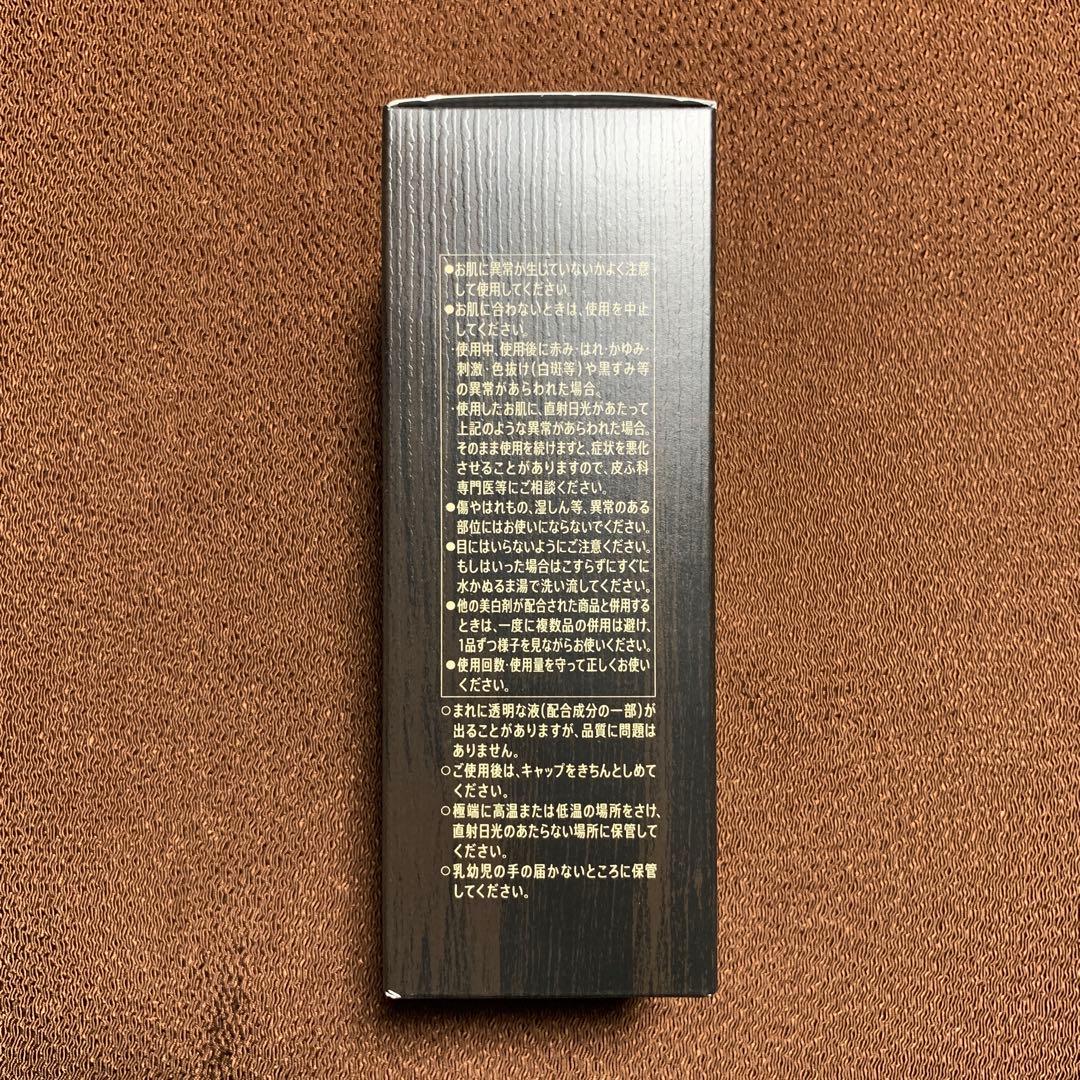 ●お肌に異常が生じていないかよく注意
して使用してください。
●お肌に合わないときは、使用を中止
してください。
・使用中、使用後に赤み・はれ・かゆみ・
刺激・色抜け(白斑等)や黒ずみ等
の異常があらわれた場合。
・使用したお肌に、直射日光があたって
上記のような異常があらわれた場合。
そのまま使用を続けますと、症状を悪化
させることがありますので、皮ふ科
専門医等にご相談ください。
●傷やはれもの、湿しん等、異常のある
部位にはお使いにならないでください。
●目にはいらないようにご注意ください。
もしはいった場合はこすらずにすぐに
水かぬるま湯で洗い流してください。
●他の美白剤が配合された商品と併用する
ときは、一度に複数品の併用は避け、
1品ずつ様子を見ながらお使いください。
●使用回数・使用量を守って正しくお使い
ください。
○まれに透明な液(配合成分の一部)が
出ることがありますが、品質に問題は
ありません。
○ご使用後は、キャップをきちんとしめて
ください。
○極端に高温または低温の場所をさけ、
直射日光のあたらない場所に保管して
ください。
○乳幼児の手の届かないところに保管
してください。